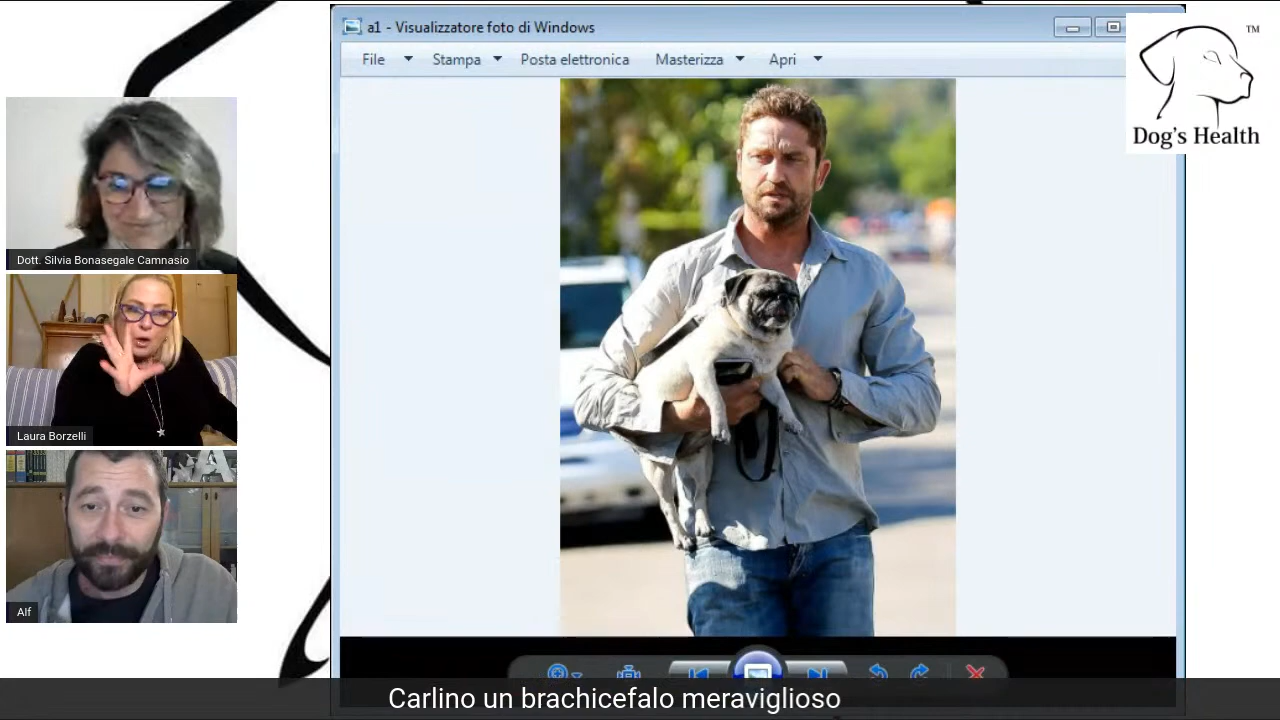 a1 - Visualizzatore foto di Windows
File Stampa Posta elettronica Masterizza Apri
TM
Dog's Health
Dott. Silvia Bonasegale Camnasio
Laura Borzelli
Alf
Carlino un brachicefalo meraviglioso